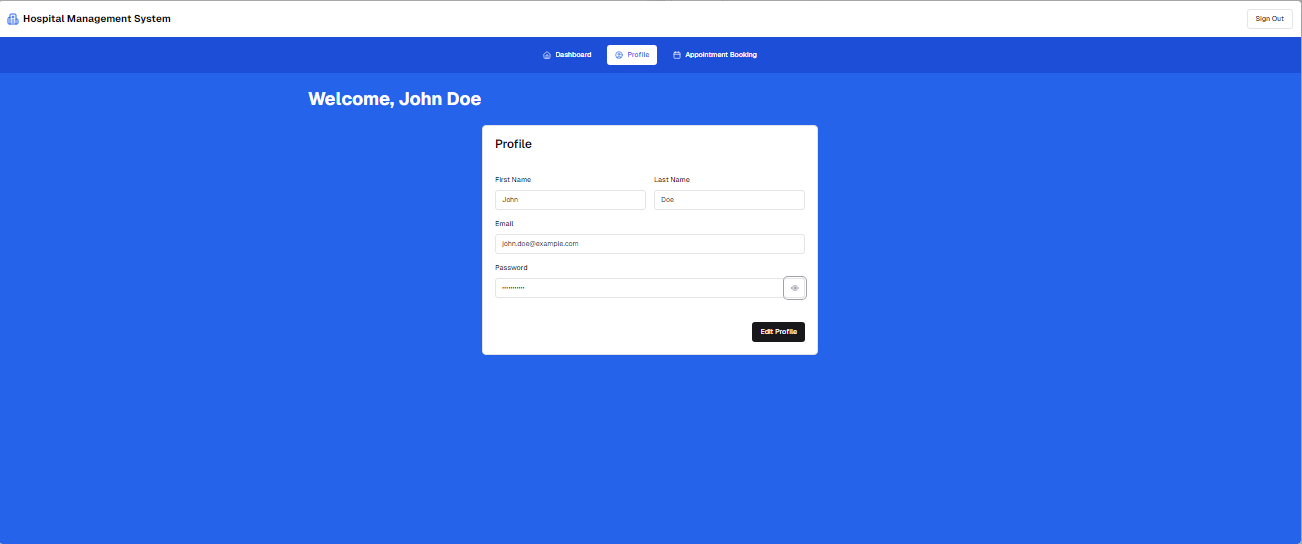 Hospital Management System
Sign Out
Dashboard
Profile
Appointment Booking
Welcome, John Doe
Profile
First Name
Last Name
John
Doe
Email
john.doe@example.com
Password
•••••••••••
Edit Profile